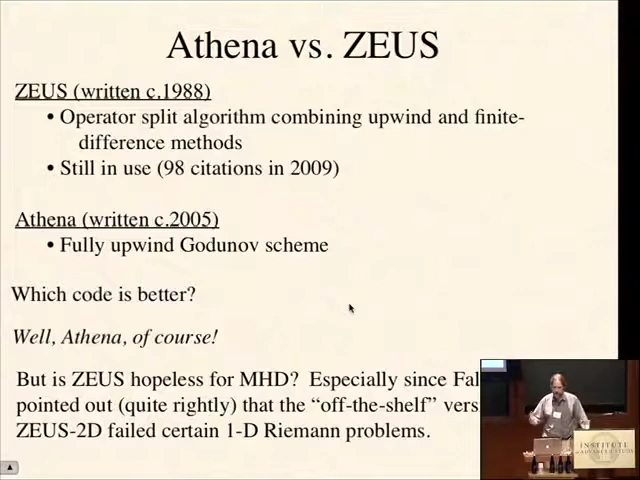 Athena vs. ZEUS
ZEUS (written c.1988)
• Operator split algorithm combining upwind and finite-
difference methods
• Still in use (98 citations in 2009)
Athena (written c.2005)
• Fully upwind Godunov scheme
Which code is better?
Well, Athena, of course!
But is ZEUS hopeless for MHD? Especially since
pointed out (quite rightly) that the “off-the-shelf”
ZEUS-2D failed certain 1-D Riemann problems.
INSTITUTE